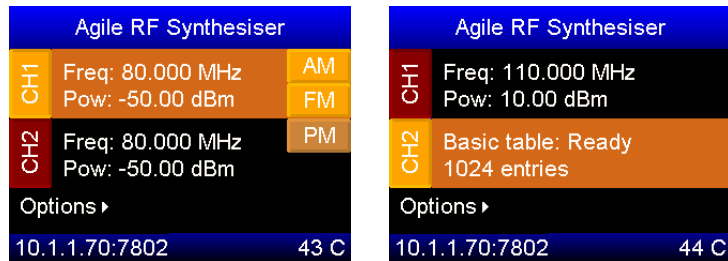 Agile RF Synthesiser
CH1
Freq: 80.000 MHz
Pow: -50.00 dBm
AM
FM
PM
CH2
Freq: 80.000 MHz
Pow: -50.00 dBm
Options
10.1.1.70:7802 43 C
Agile RF Synthesiser
CH1
Freq: 110.000 MHz
Pow: 10.00 dBm
CH2
Basic table: Ready
1024 entries
Options
10.1.1.70:7802 44 C